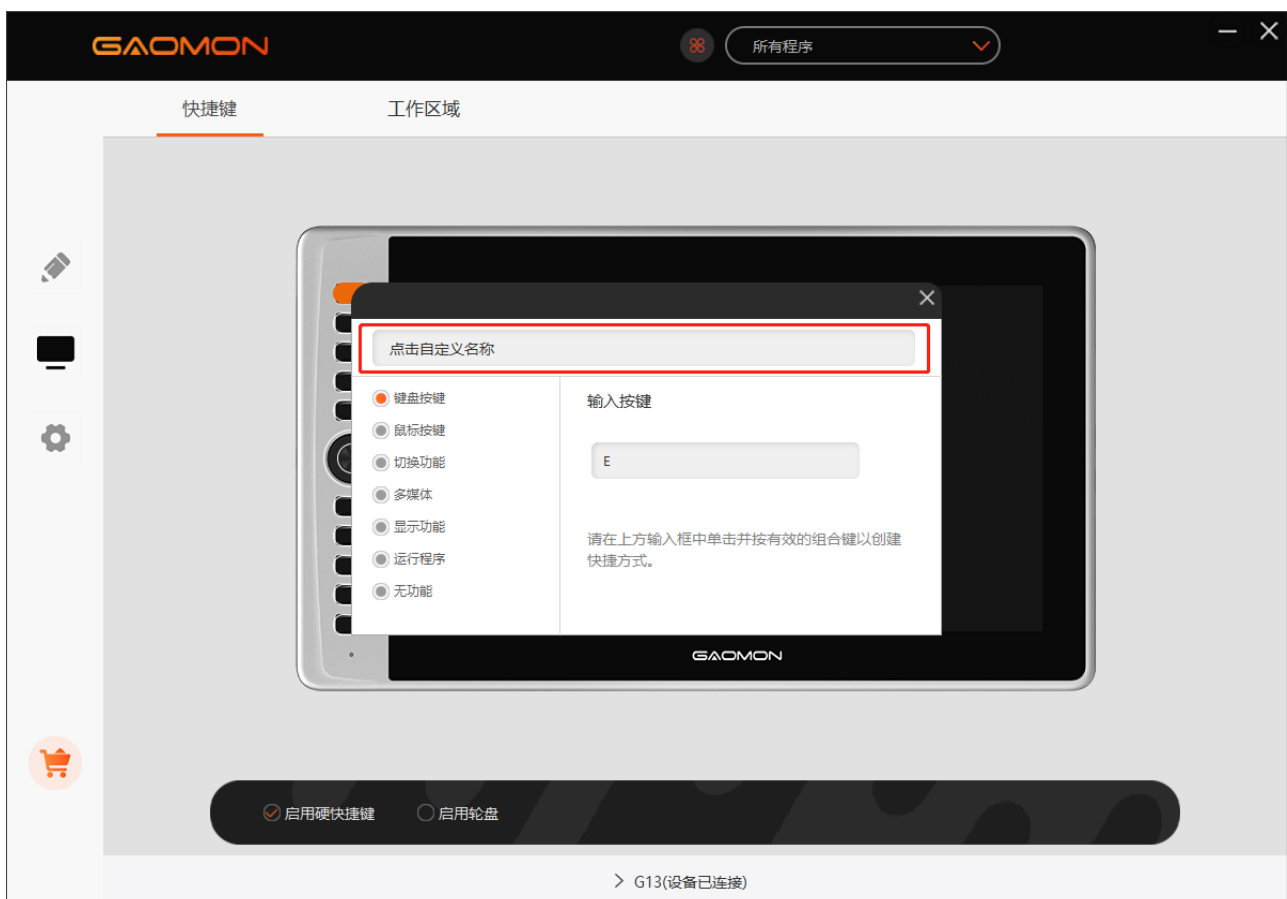 GAOMON
所有程序
快捷键
工作区域
点击自定义名称
键盘按键
鼠标按键
切换功能
多媒体
显示功能
运行程序
无功能
输入按键
E
请在上方输入框中单击并按有效的组合键以创建
快捷方式。
GAOMON
启用硬快捷键
启用轮盘
G13(设备已连接)